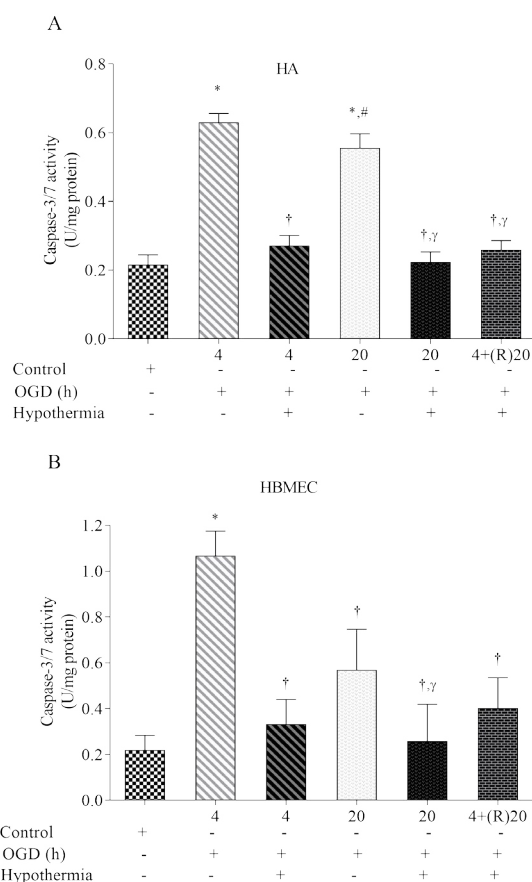 A
HA
Caspase-3/7 activity
(U/mg protein)
0.8
0.6
0.4
0.2
0.0
*
†
*,#
†,γ
†,γ
4 4 20 20 4+(R)20
Control + - - - - -
OGD (h) - + + + + +
Hypothermia - - + - + +
B
HBMEC
Caspase-3/7 activity
(U/mg protein)
1.2
1.0
0.8
0.6
0.4
0.2
0.0
*
†
†
†,γ
†
4 4 20 20 4+(R)20
Control + - - - - -
OGD (h) - + + + + +
Hypothermia - - + - + +